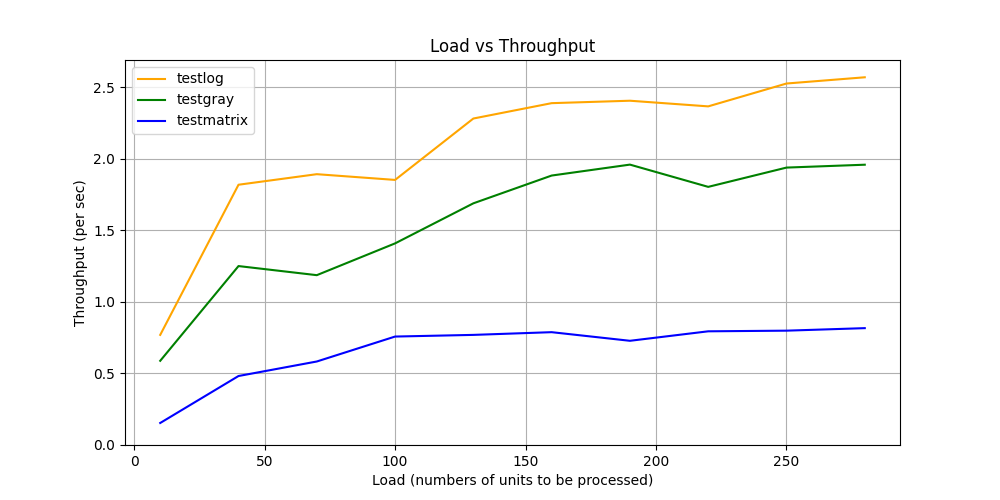 Load vs Throughput
testlog
testgray
testmatrix
Throughput (per sec)
2.5
2.0
1.5
1.0
0.5
0.0
0 50 100 150 200 250
Load (numbers of units to be processed)